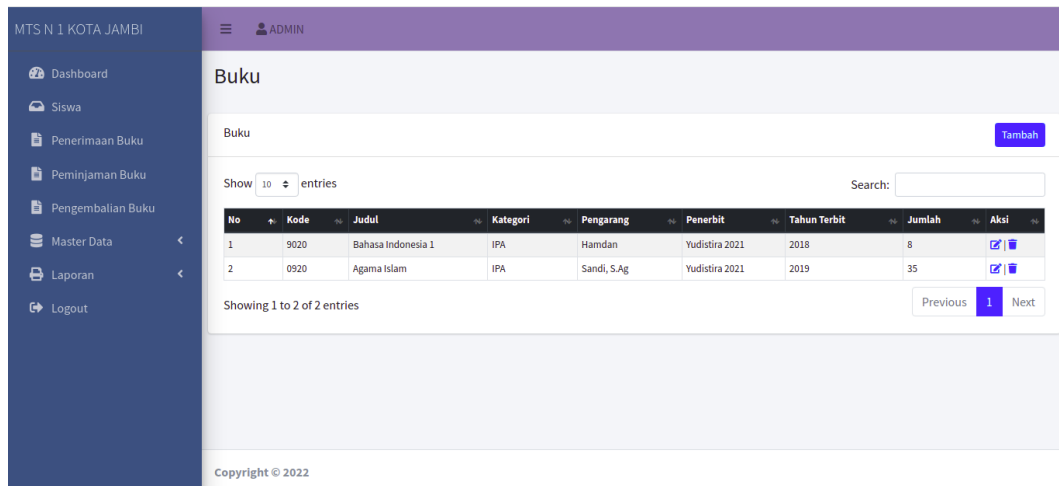 MTS N 1 KOTA JAMBI
ADMIN
Dashboard
Siswa
Penerimaan Buku
Peminjaman Buku
Pengembalian Buku
Master Data
Laporan
Logout
Buku
Buku
Tambah
Show 10 entries
Search:
No Kode Judul Kategori Pengarang Penerbit Tahun Terbit Jumlah Aksi
1 9020 Bahasa Indonesia 1 IPA Hamdan Yudistira 2021 2018 8 |
2 0920 Agama Islam IPA Sandi, S.Ag Yudistira 2021 2019 35 |
Showing 1 to 2 of 2 entries
Previous 1 Next
Copyright © 2022